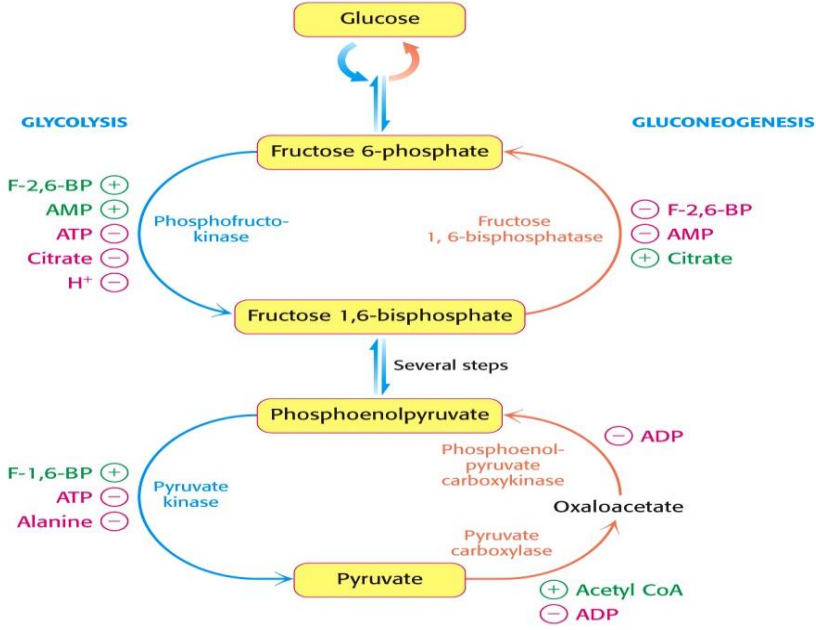 Glucose
GLYCOLYSIS
GLUCONEOGENESIS
Fructose 6-phosphate
F-2,6-BP +
AMP +
ATP −
Citrate −
H⁺ −
Phosphofructo-
kinase
Fructose
1, 6-bisphosphatase
− F-2,6-BP
− AMP
+ Citrate
Fructose 1,6-bisphosphate
Several steps
Phosphoenolpyruvate
F-1,6-BP +
ATP −
Alanine −
Pyruvate
kinase
Phosphoenol-
pyruvate
carboxykinase
− ADP
Oxaloacetate
Pyruvate
carboxylase
Pyruvate
+ Acetyl CoA
− ADP